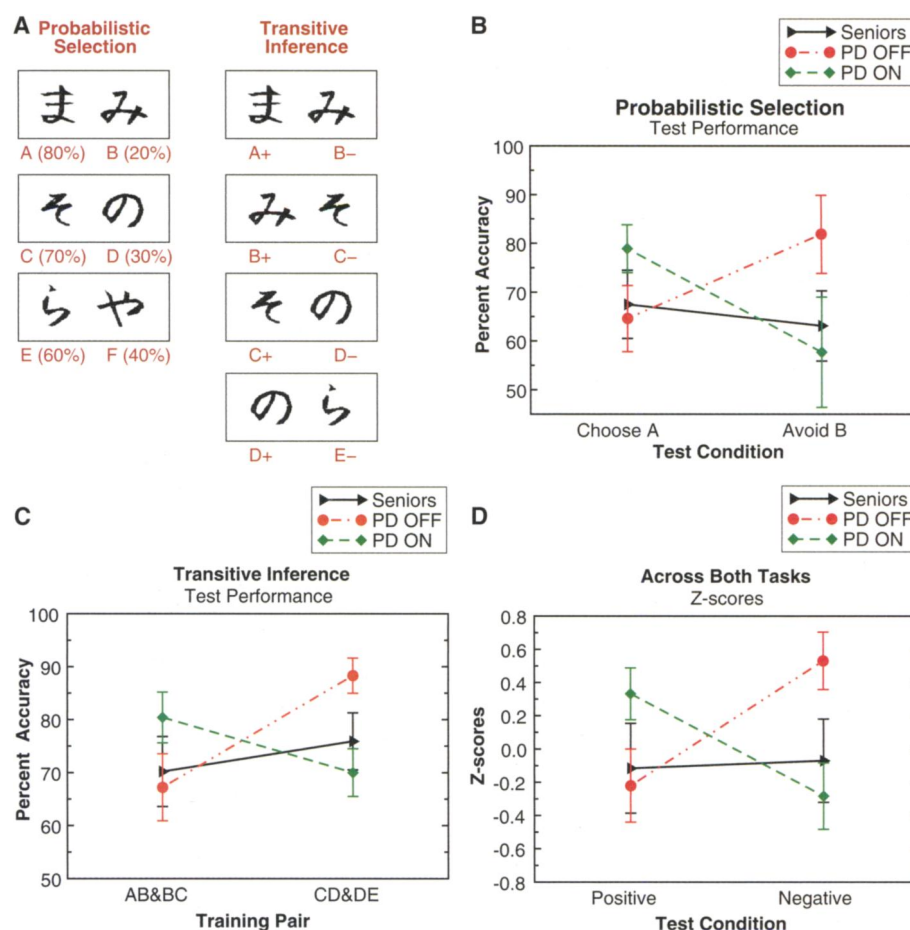 A Probabilistic Selection
Transitive Inference
まみ
A (80%) B (20%)
そ の
C (70%) D (30%)
らや
E (60%) F (40%)
まみ
A+ B−
みそ
B+ C−
その
C+ D−
のら
D+ E−
B
Seniors
PD OFF
PD ON
Probabilistic Selection
Test Performance
Percent Accuracy
100
90
80
70
60
50
Choose A Avoid B
Test Condition
C
Seniors
PD OFF
PD ON
Transitive Inference
Test Performance
Percent Accuracy
100
90
80
70
60
50
AB&BC CD&DE
Training Pair
D
Seniors
PD OFF
PD ON
Across Both Tasks
Z-scores
Z-scores
0.8
0.6
0.4
0.2
0.0
-0.2
-0.4
-0.6
-0.8
Positive Negative
Test Condition